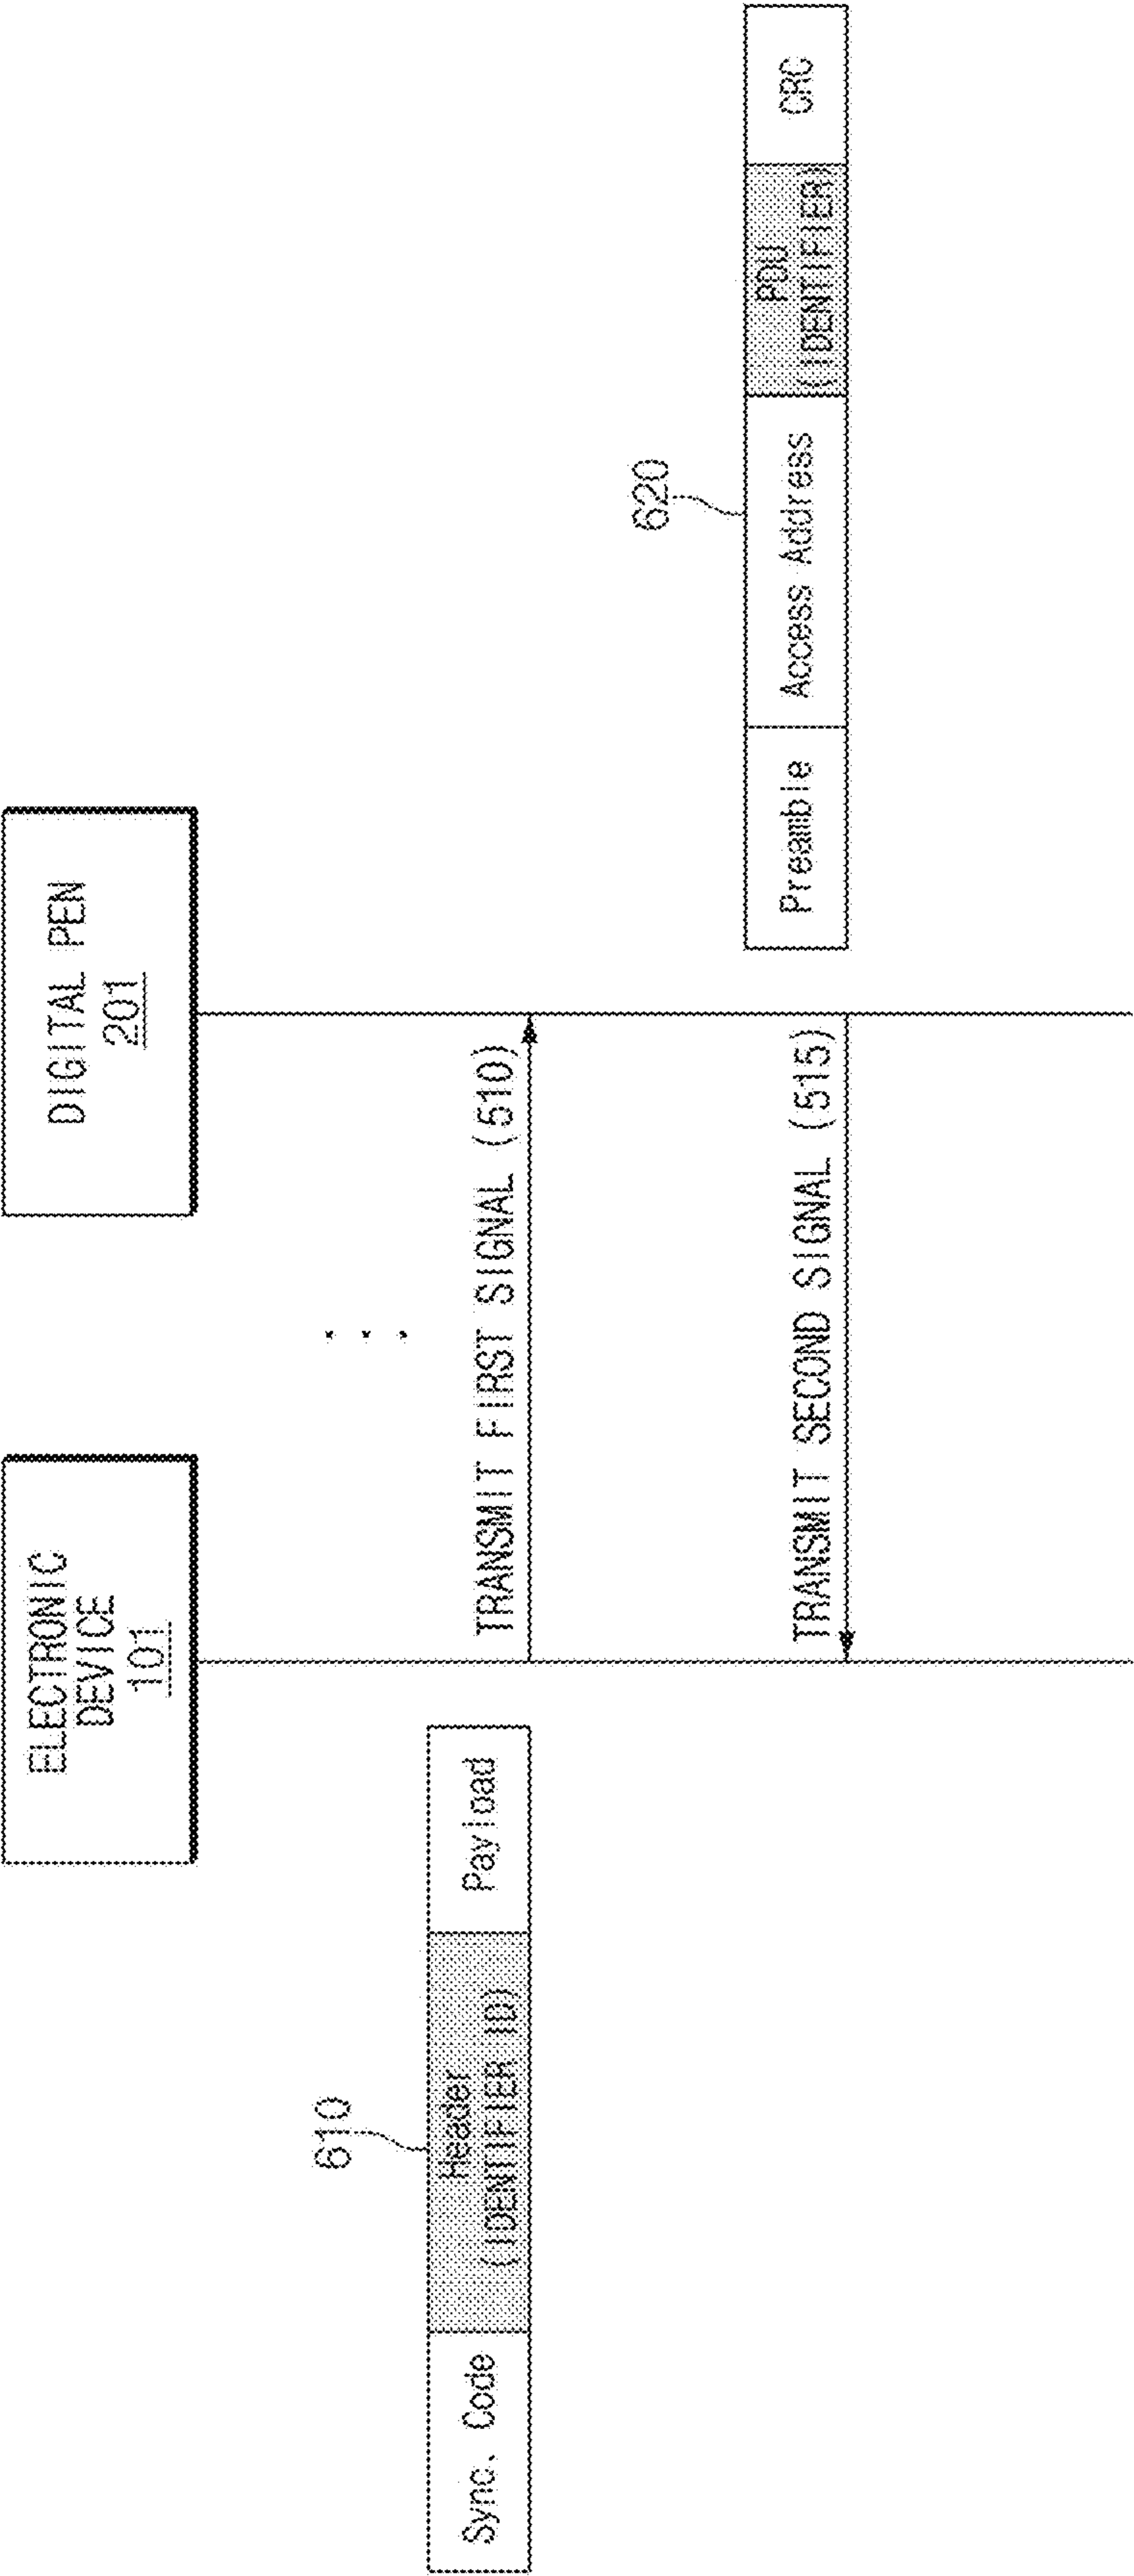 ELECTRONIC
DEVICE
101
DIGITAL PEN
201
610
Sync. Code
Header
(IDENTIFIER ID)
Payload
TRANSMIT FIRST SIGNAL (510)
620
Preamble
Access Address
PDU
(IDENTIFIER)
CRC
TRANSMIT SECOND SIGNAL (515)